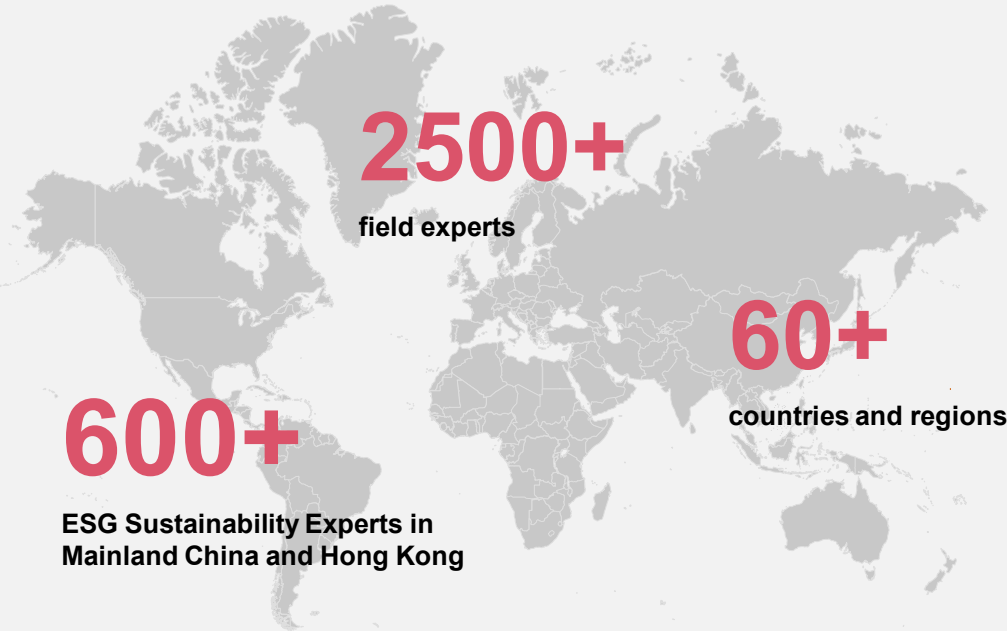 2500+
field experts
60+
countries and regions
600+
ESG Sustainability Experts in
Mainland China and Hong Kong